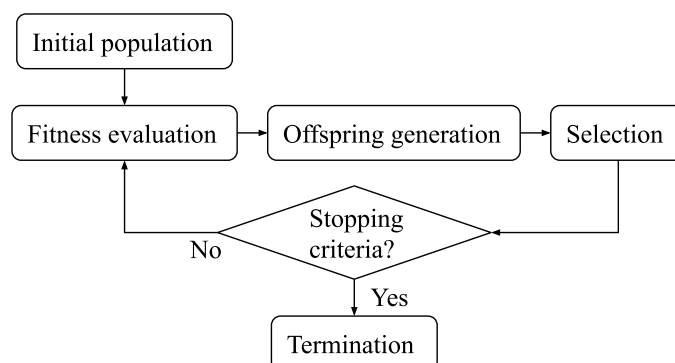 Initial population
Fitness evaluation
Offspring generation
Selection
Stopping
criteria?
No
Yes
Termination